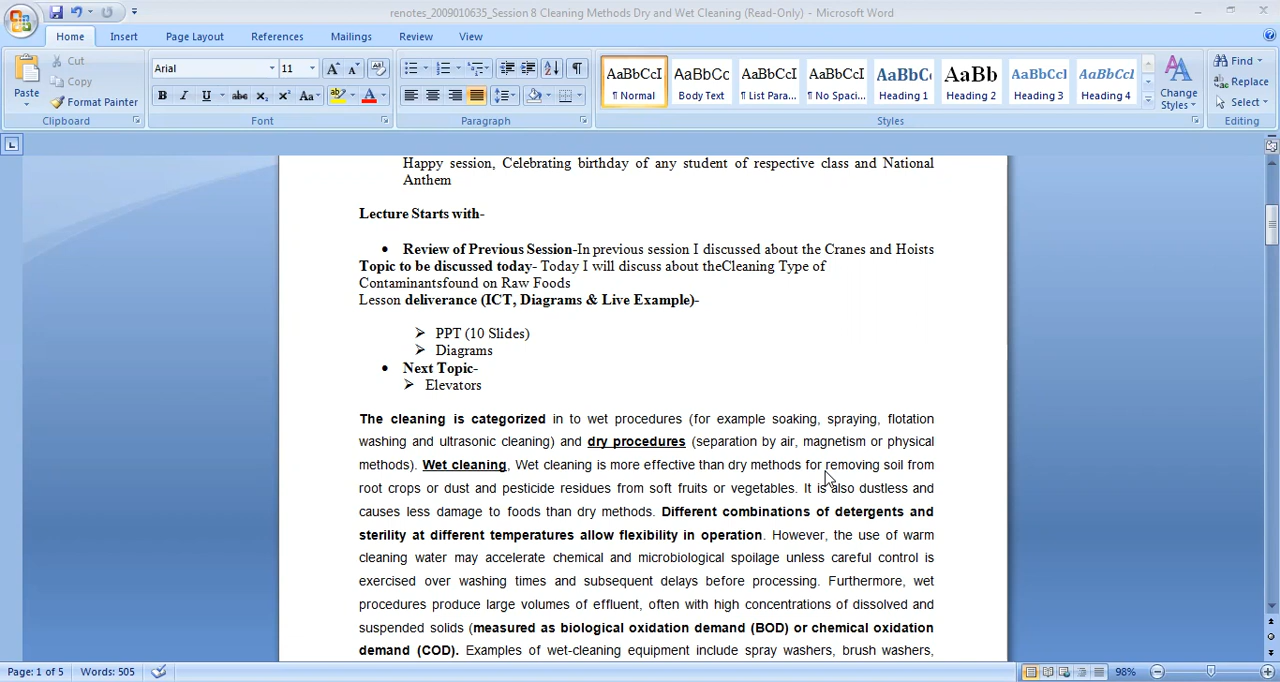 renotes_2009010635_Session 8 Cleaning Methods Dry and Wet Cleaning (Read-Only) - Microsoft Word
Home Insert Page Layout References Mailings Review View
Paste
Cut
Copy
Format Painter
Clipboard
Arial 11
Font
Paragraph
AaBbCcI AaBbCc AaBbCcI AaBbCcI AaBbC AaBb AaBbCcI AaBbCcI
¶ Normal Body Text ¶ List Para... ¶ No Spaci... Heading 1 Heading 2 Heading 3 Heading 4
Styles
Change Styles
Find
Replace
Select
Editing
Happy session, Celebrating birthday of any student of respective class and National
Anthem
Lecture Starts with-
• Review of Previous Session-In previous session I discussed about the Cranes and Hoists
Topic to be discussed today- Today I will discuss about theCleaning Type of
Contaminantsfound on Raw Foods
Lesson deliverance (ICT, Diagrams & Live Example)-
➢ PPT (10 Slides)
➢ Diagrams
• Next Topic-
➢ Elevators
The cleaning is categorized in to wet procedures (for example soaking, spraying, flotation
washing and ultrasonic cleaning) and dry procedures (separation by air, magnetism or physical
methods). Wet cleaning, Wet cleaning is more effective than dry methods for removing soil from
root crops or dust and pesticide residues from soft fruits or vegetables. It is also dustless and
causes less damage to foods than dry methods. Different combinations of detergents and
sterility at different temperatures allow flexibility in operation. However, the use of warm
cleaning water may accelerate chemical and microbiological spoilage unless careful control is
exercised over washing times and subsequent delays before processing. Furthermore, wet
procedures produce large volumes of effluent, often with high concentrations of dissolved and
suspended solids (measured as biological oxidation demand (BOD) or chemical oxidation
demand (COD). Examples of wet-cleaning equipment include spray washers, brush washers,
Page: 1 of 5 Words: 505 98%